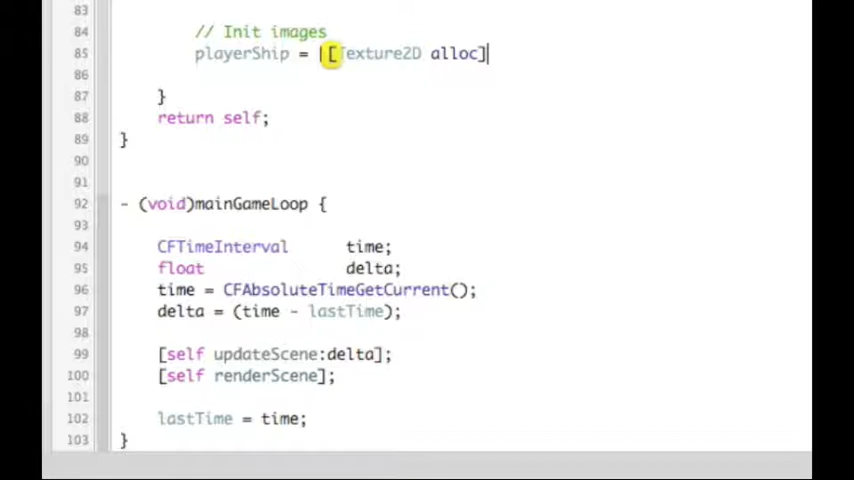 83
84 // Init images
85 playerShip = [[Texture2D alloc]
86
87 }
88 return self;
89 }
90
91
92 - (void)mainGameLoop {
93
94 CFTimeInterval time;
95 float delta;
96 time = CFAbsoluteTimeGetCurrent();
97 delta = (time - lastTime);
98
99 [self updateScene:delta];
100 [self renderScene];
101
102 lastTime = time;
103 }